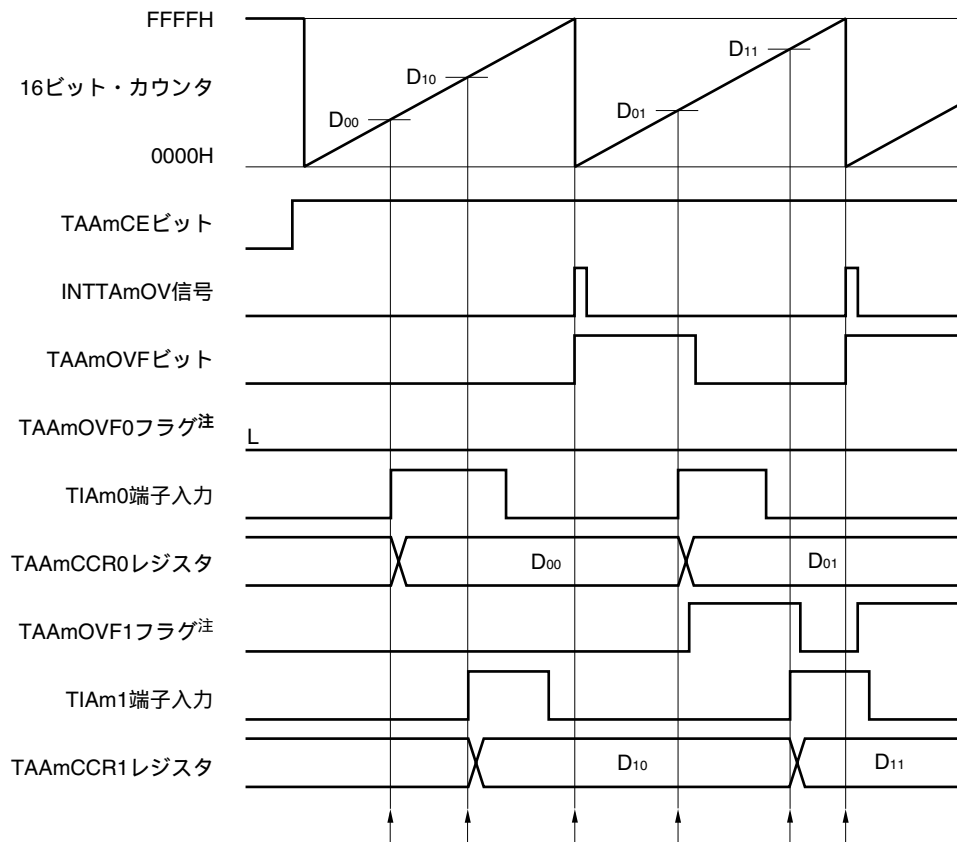 FFFFH
D11
D10
16ビット・カウンタ
D01
D00
0000H
TAAmCEビット
INTTAmOV信号
TAAmOVFビット
TAAmOVF0フラグ注
L
TIAm0端子入力
TAAmCCR0レジスタ
D00
D01
TAAmOVF1フラグ注
TIAm1端子入力
TAAmCCR1レジスタ
D10
D11